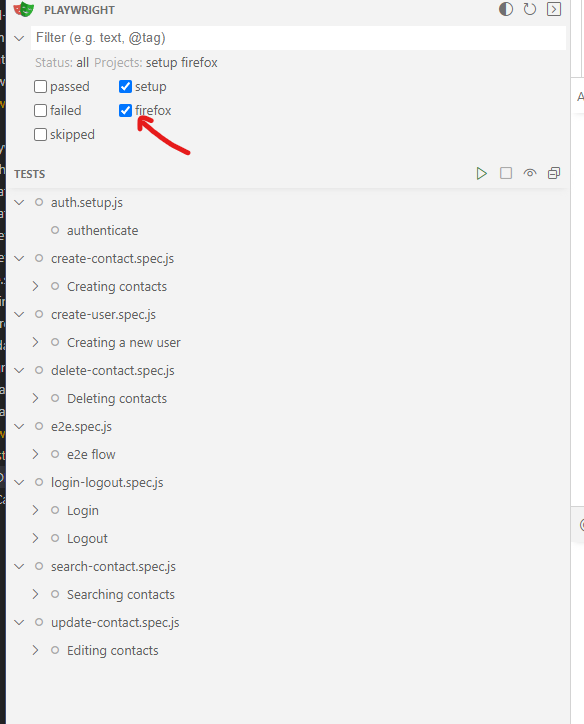 PLAYWRIGHT
Filter (e.g. text, @tag)
Status: all Projects: setup firefox
passed setup
failed firefox
skipped
TESTS
auth.setup.js
authenticate
create-contact.spec.js
Creating contacts
create-user.spec.js
Creating a new user
delete-contact.spec.js
Deleting contacts
e2e.spec.js
e2e flow
login-logout.spec.js
Login
Logout
search-contact.spec.js
Searching contacts
update-contact.spec.js
Editing contacts